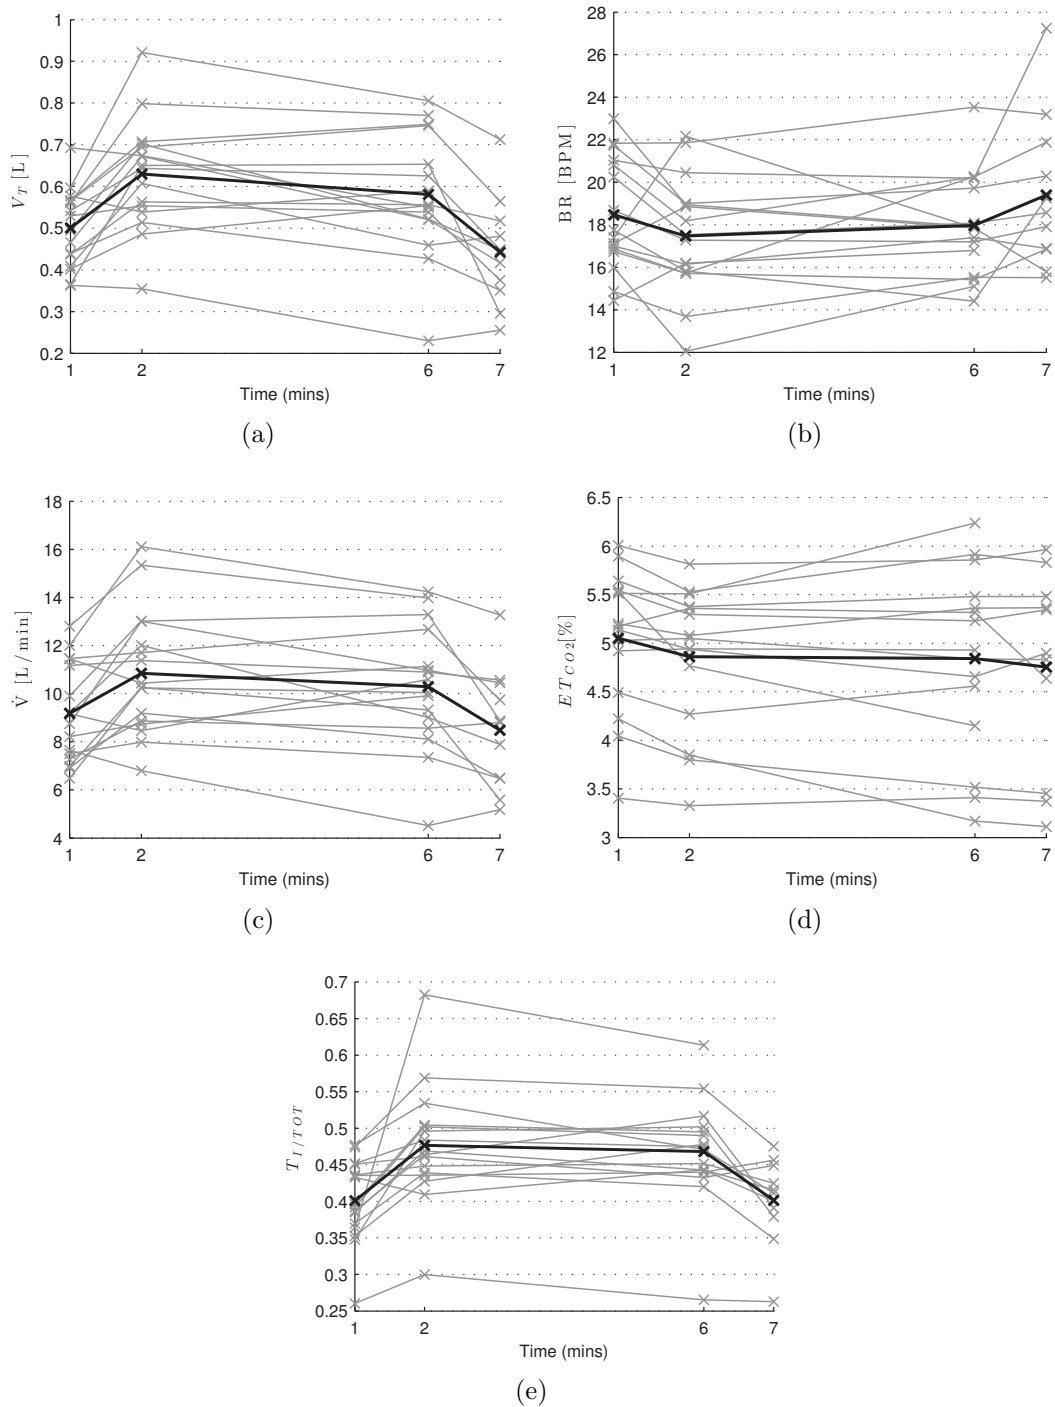 1
0.9
0.8
0.7
0.6
0.5
0.4
0.3
0.2
V_T [L]
1 2 6 7
Time (mins)
(a)
28
26
24
22
20
18
16
14
12
BR [BPM]
1 2 6 7
Time (mins)
(b)
18
16
14
12
10
8
6
4
V̇ [L/min]
1 2 6 7
Time (mins)
(c)
6.5
6
5.5
5
4.5
4
3.5
3
ET_{CO_2}[%]
1 2 6 7
Time (mins)
(d)
0.7
0.65
0.6
0.55
0.5
0.45
0.4
0.35
0.3
0.25
T_{I/TOT}
1 2 6 7
Time (mins)
(e)